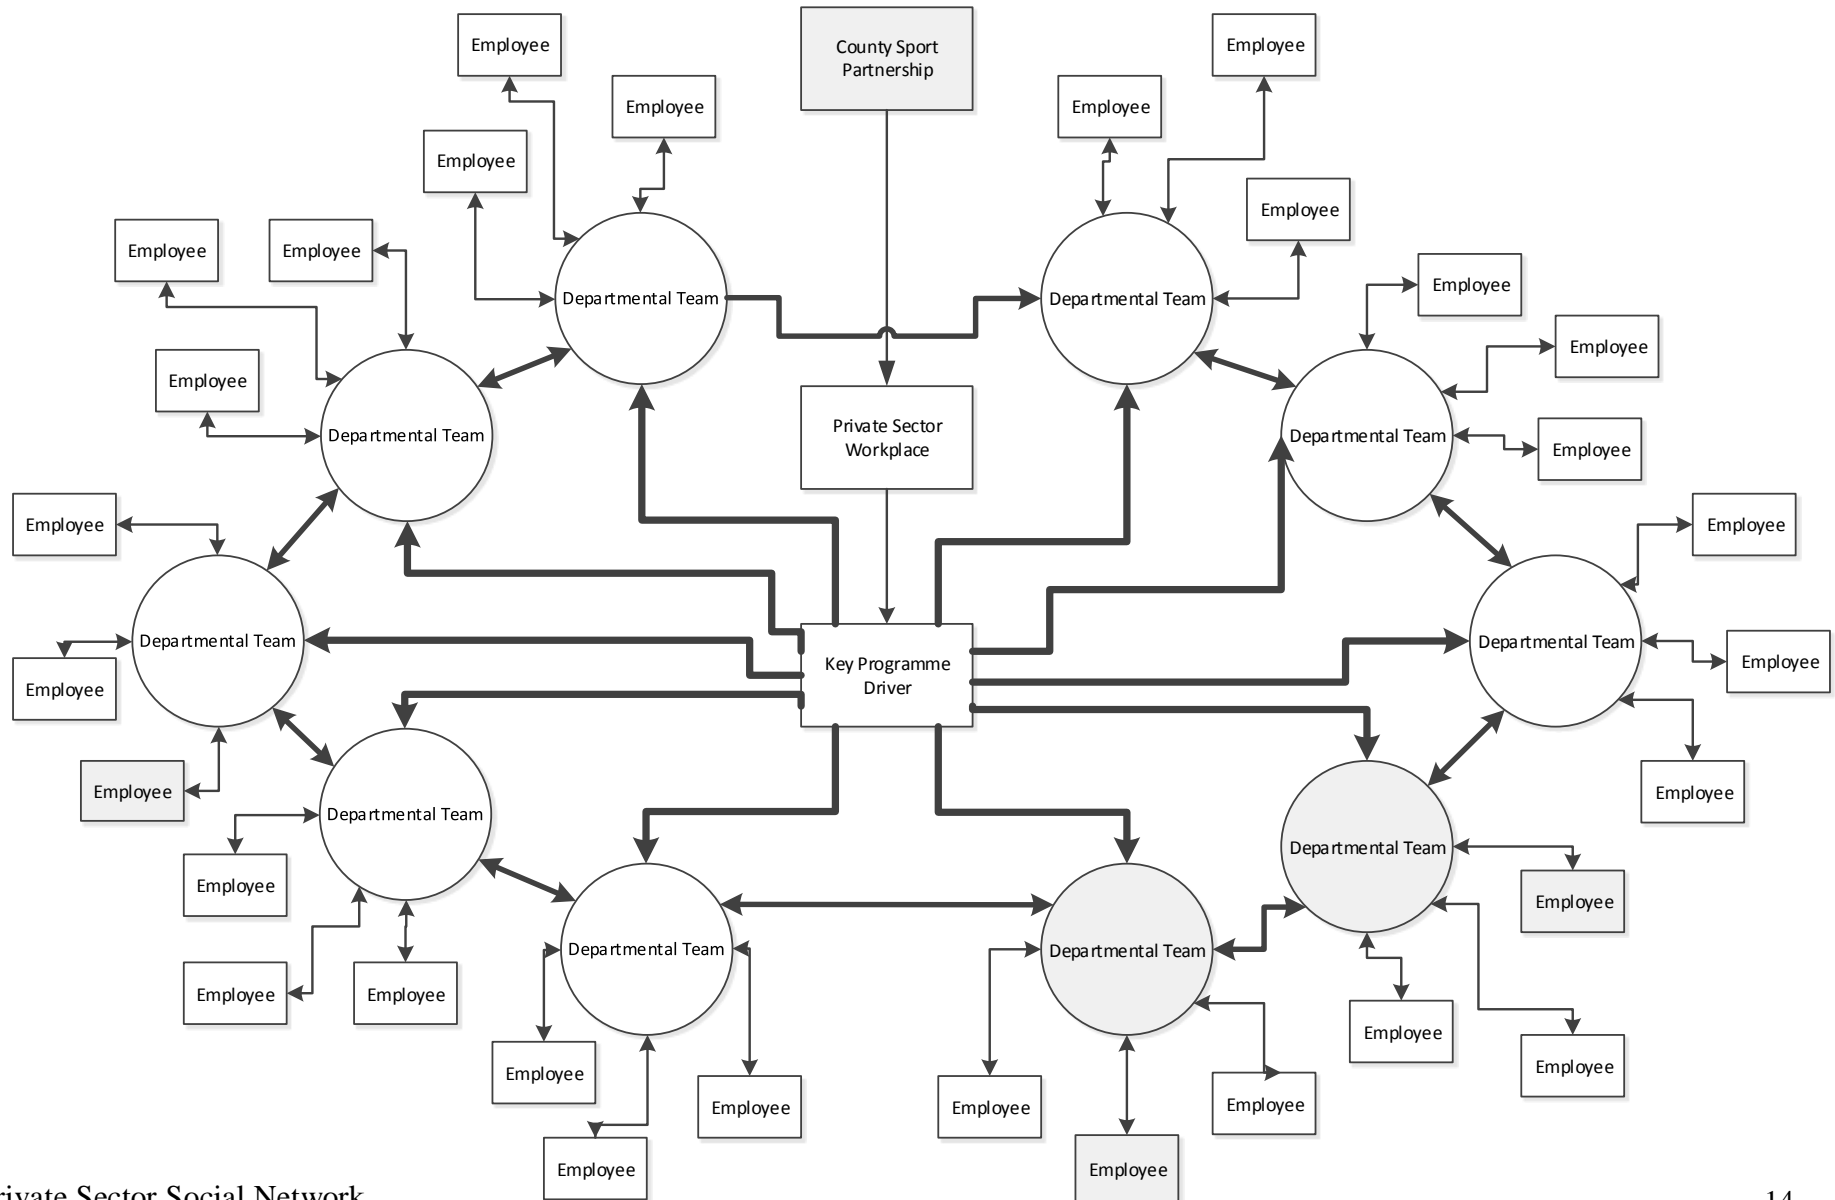 Employee
County Sport
Partnership
Employee
Employee
Employee
Employee
Employee
Employee
Employee
Employee
Departmental Team
Departmental Team
Employee
Employee
Private Sector
Workplace
Departmental Team
Departmental Team
Employee
Employee
Employee
Departmental Team
Departmental Team
Key Programme
Driver
Employee
Employee
Employee
Employee
Departmental Team
Departmental Team
Employee
Employee
Departmental Team
Departmental Team
Employee
Employee
Employee
Employee
Employee
Employee
Employee
Employee
Employee
Employee
rivate Sector Social Network
14